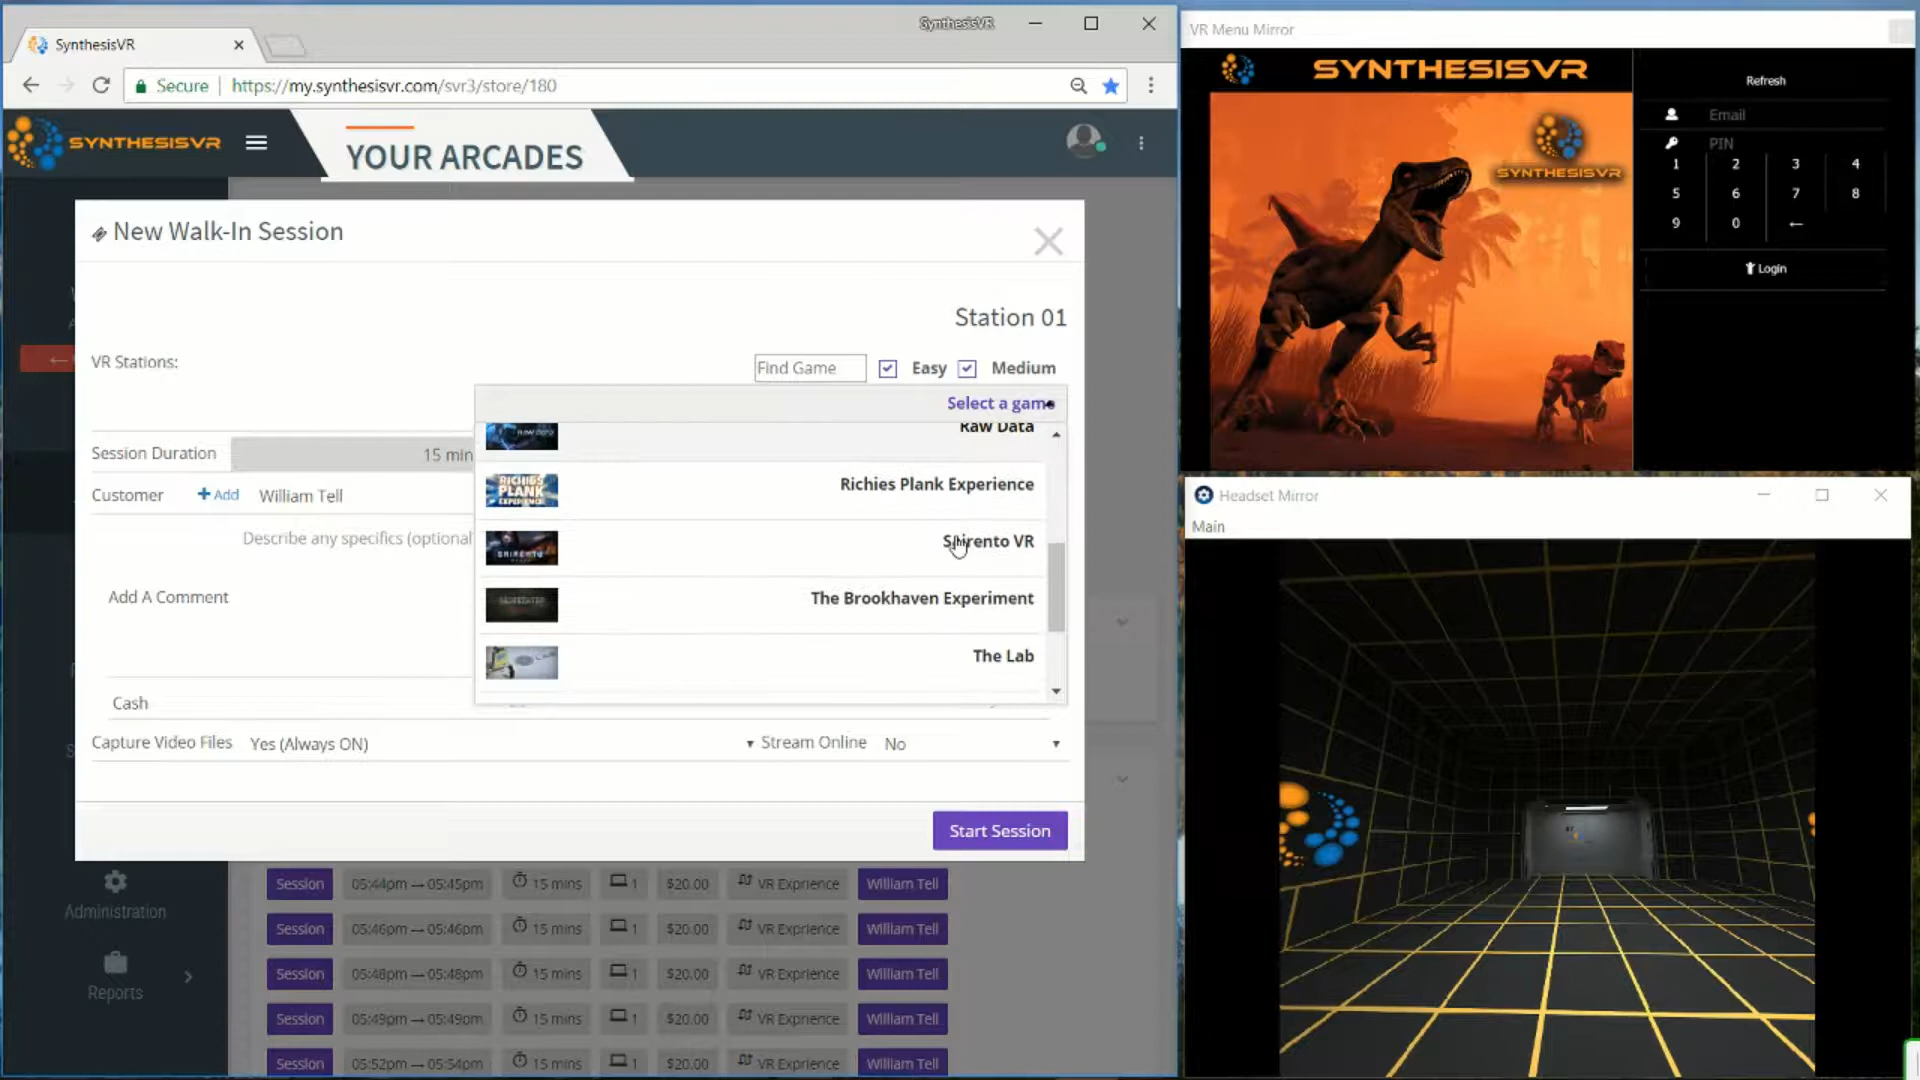 SynthesisVR
SynthesisVR
Secure
https://my.synthesisvr.com/svr3/store/180
SYNTHESISVR
YOUR ARCADES
New Walk-In Session
Station 01
VR Stations:
Find Game
Easy
Medium
Select a game
Raw Data
Session Duration
15 min
Richies Plank Experience
RICHIE'S
PLANK
EXPERIENCE
Customer
Add
William Tell
Describe any specifics (optional
Shirento VR
Add A Comment
The Brookhaven Experiment
The Lab
Cash
Capture Video Files
Yes (Always ON)
Stream Online
No
Start Session
Session 05:44pm → 05:45pm 15 mins 1 $20.00 VR Exprience William Tell
Session 05:46pm → 05:46pm 15 mins 1 $20.00 VR Exprience William Tell
Session 05:48pm → 05:48pm 15 mins 1 $20.00 VR Exprience William Tell
Session 05:49pm → 05:49pm 15 mins 1 $20.00 VR Exprience William Tell
Session 05:52pm → 05:54pm 15 mins 1 $20.00 VR Exprience William Tell
Administration
Reports
VR Menu Mirror
SYNTHESISVR
SYNTHESISVR
Refresh
Email
PIN
1 2 3 4
5 6 7 8
9 0 ←
Login
Headset Mirror
Main